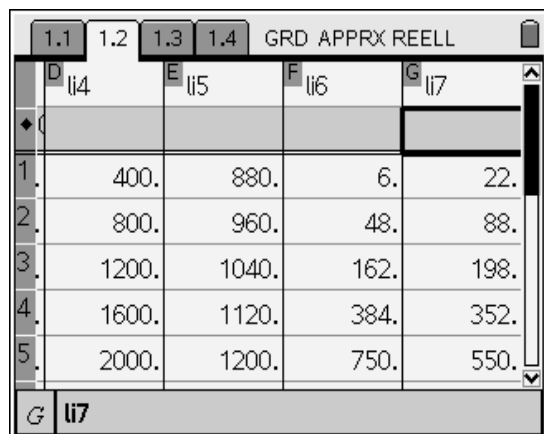 1.1 1.2 1.3 1.4 GRD APPRX REELL
D li4 E li5 F li6 G li7
◆ (
1 . 400. 880. 6. 22.
2 . 800. 960. 48. 88.
3 . 1200. 1040. 162. 198.
4 . 1600. 1120. 384. 352.
5 . 2000. 1200. 750. 550.
G li7